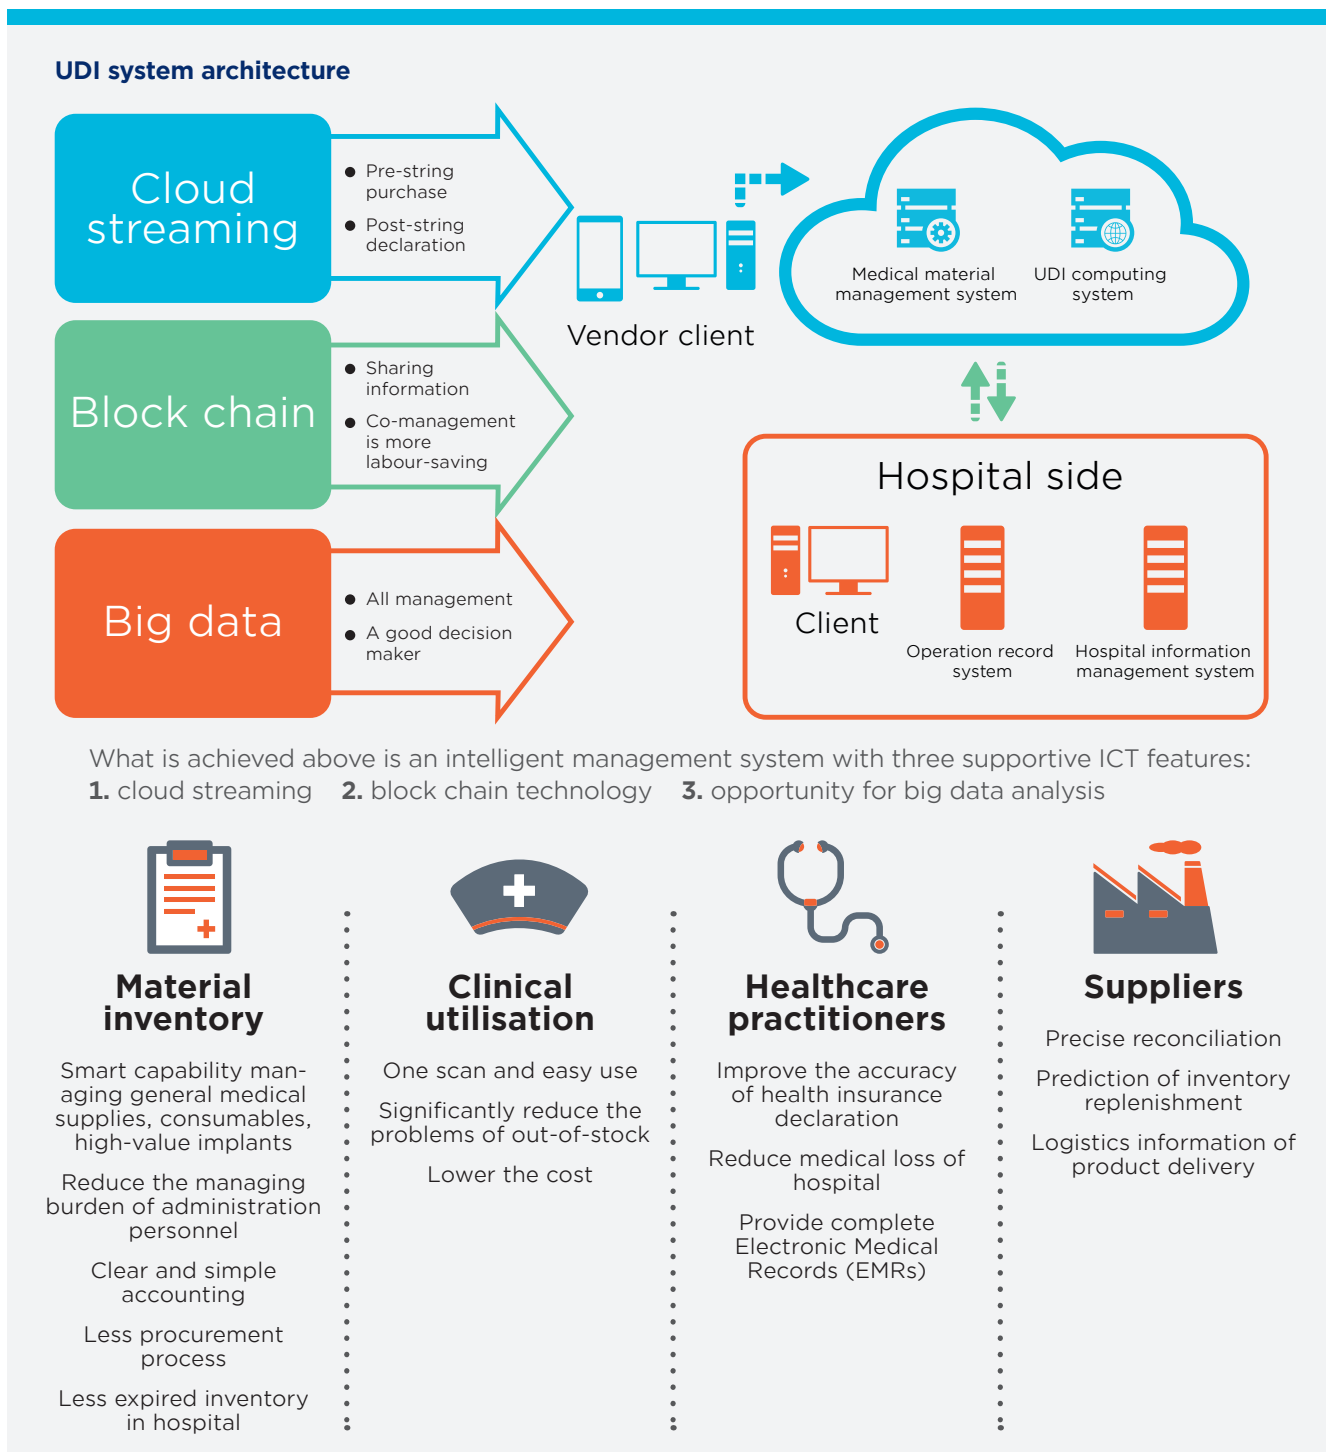 UDI system architecture
Cloud
streaming
● Pre-string
purchase
● Post-string
declaration
Block chain
● Sharing
information
● Co-management
is more
labour-saving
Big data
● All management
● A good decision
maker
Vendor client
Medical material
management system
UDI computing
system
Hospital side
Client
Operation record
system
Hospital information
management system
What is achieved above is an intelligent management system with three supportive ICT features:
1. cloud streaming 2. block chain technology 3. opportunity for big data analysis
Material
inventory
Smart capability man-
aging general medical
supplies, consumables,
high-value implants
Reduce the managing
burden of administration
personnel
Clear and simple
accounting
Less procurement
process
Less expired inventory
in hospital
Clinical
utilisation
One scan and easy use
Significantly reduce the
problems of out-of-stock
Lower the cost
Healthcare
practitioners
Improve the accuracy
of health insurance
declaration
Reduce medical loss of
hospital
Provide complete
Electronic Medical
Records (EMRs)
Suppliers
Precise reconciliation
Prediction of inventory
replenishment
Logistics information of
product delivery